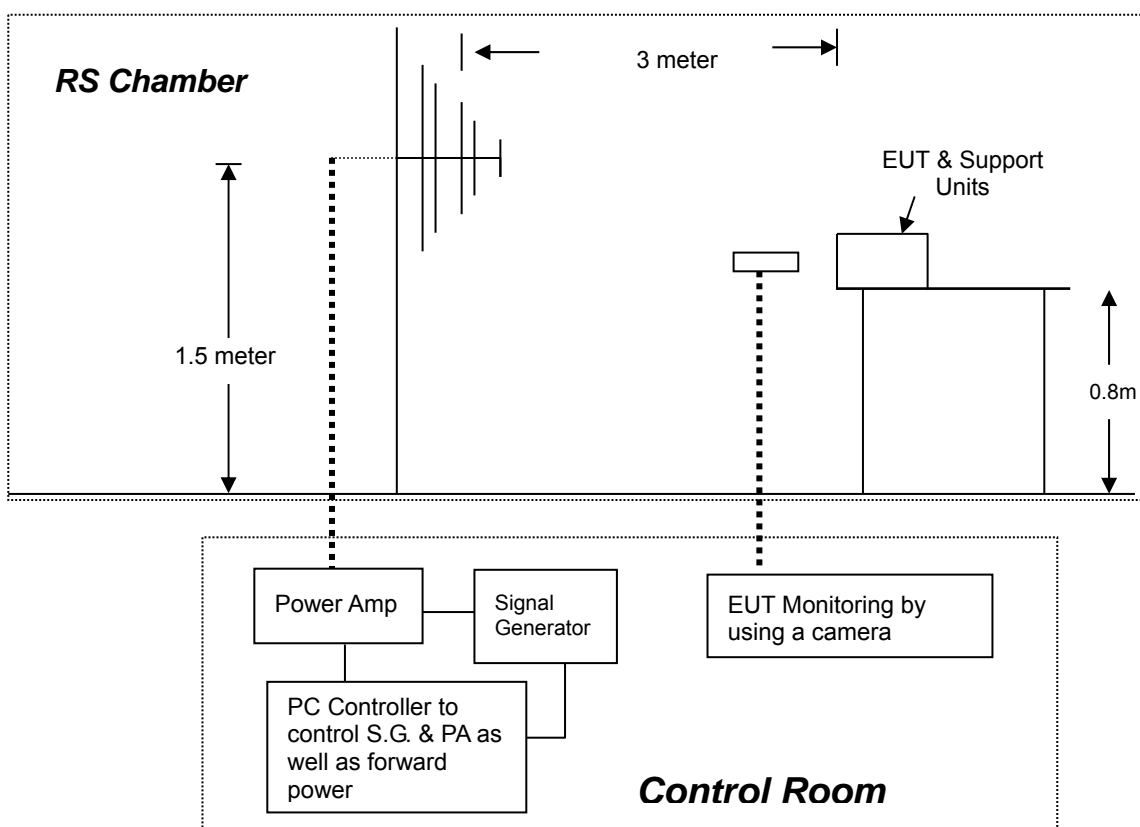 RS Chamber
3 meter
EUT & Support
Units
1.5 meter
0.8m
Power Amp
Signal
Generator
EUT Monitoring by
using a camera
PC Controller to
control S.G. & PA as
well as forward
power
Control Room